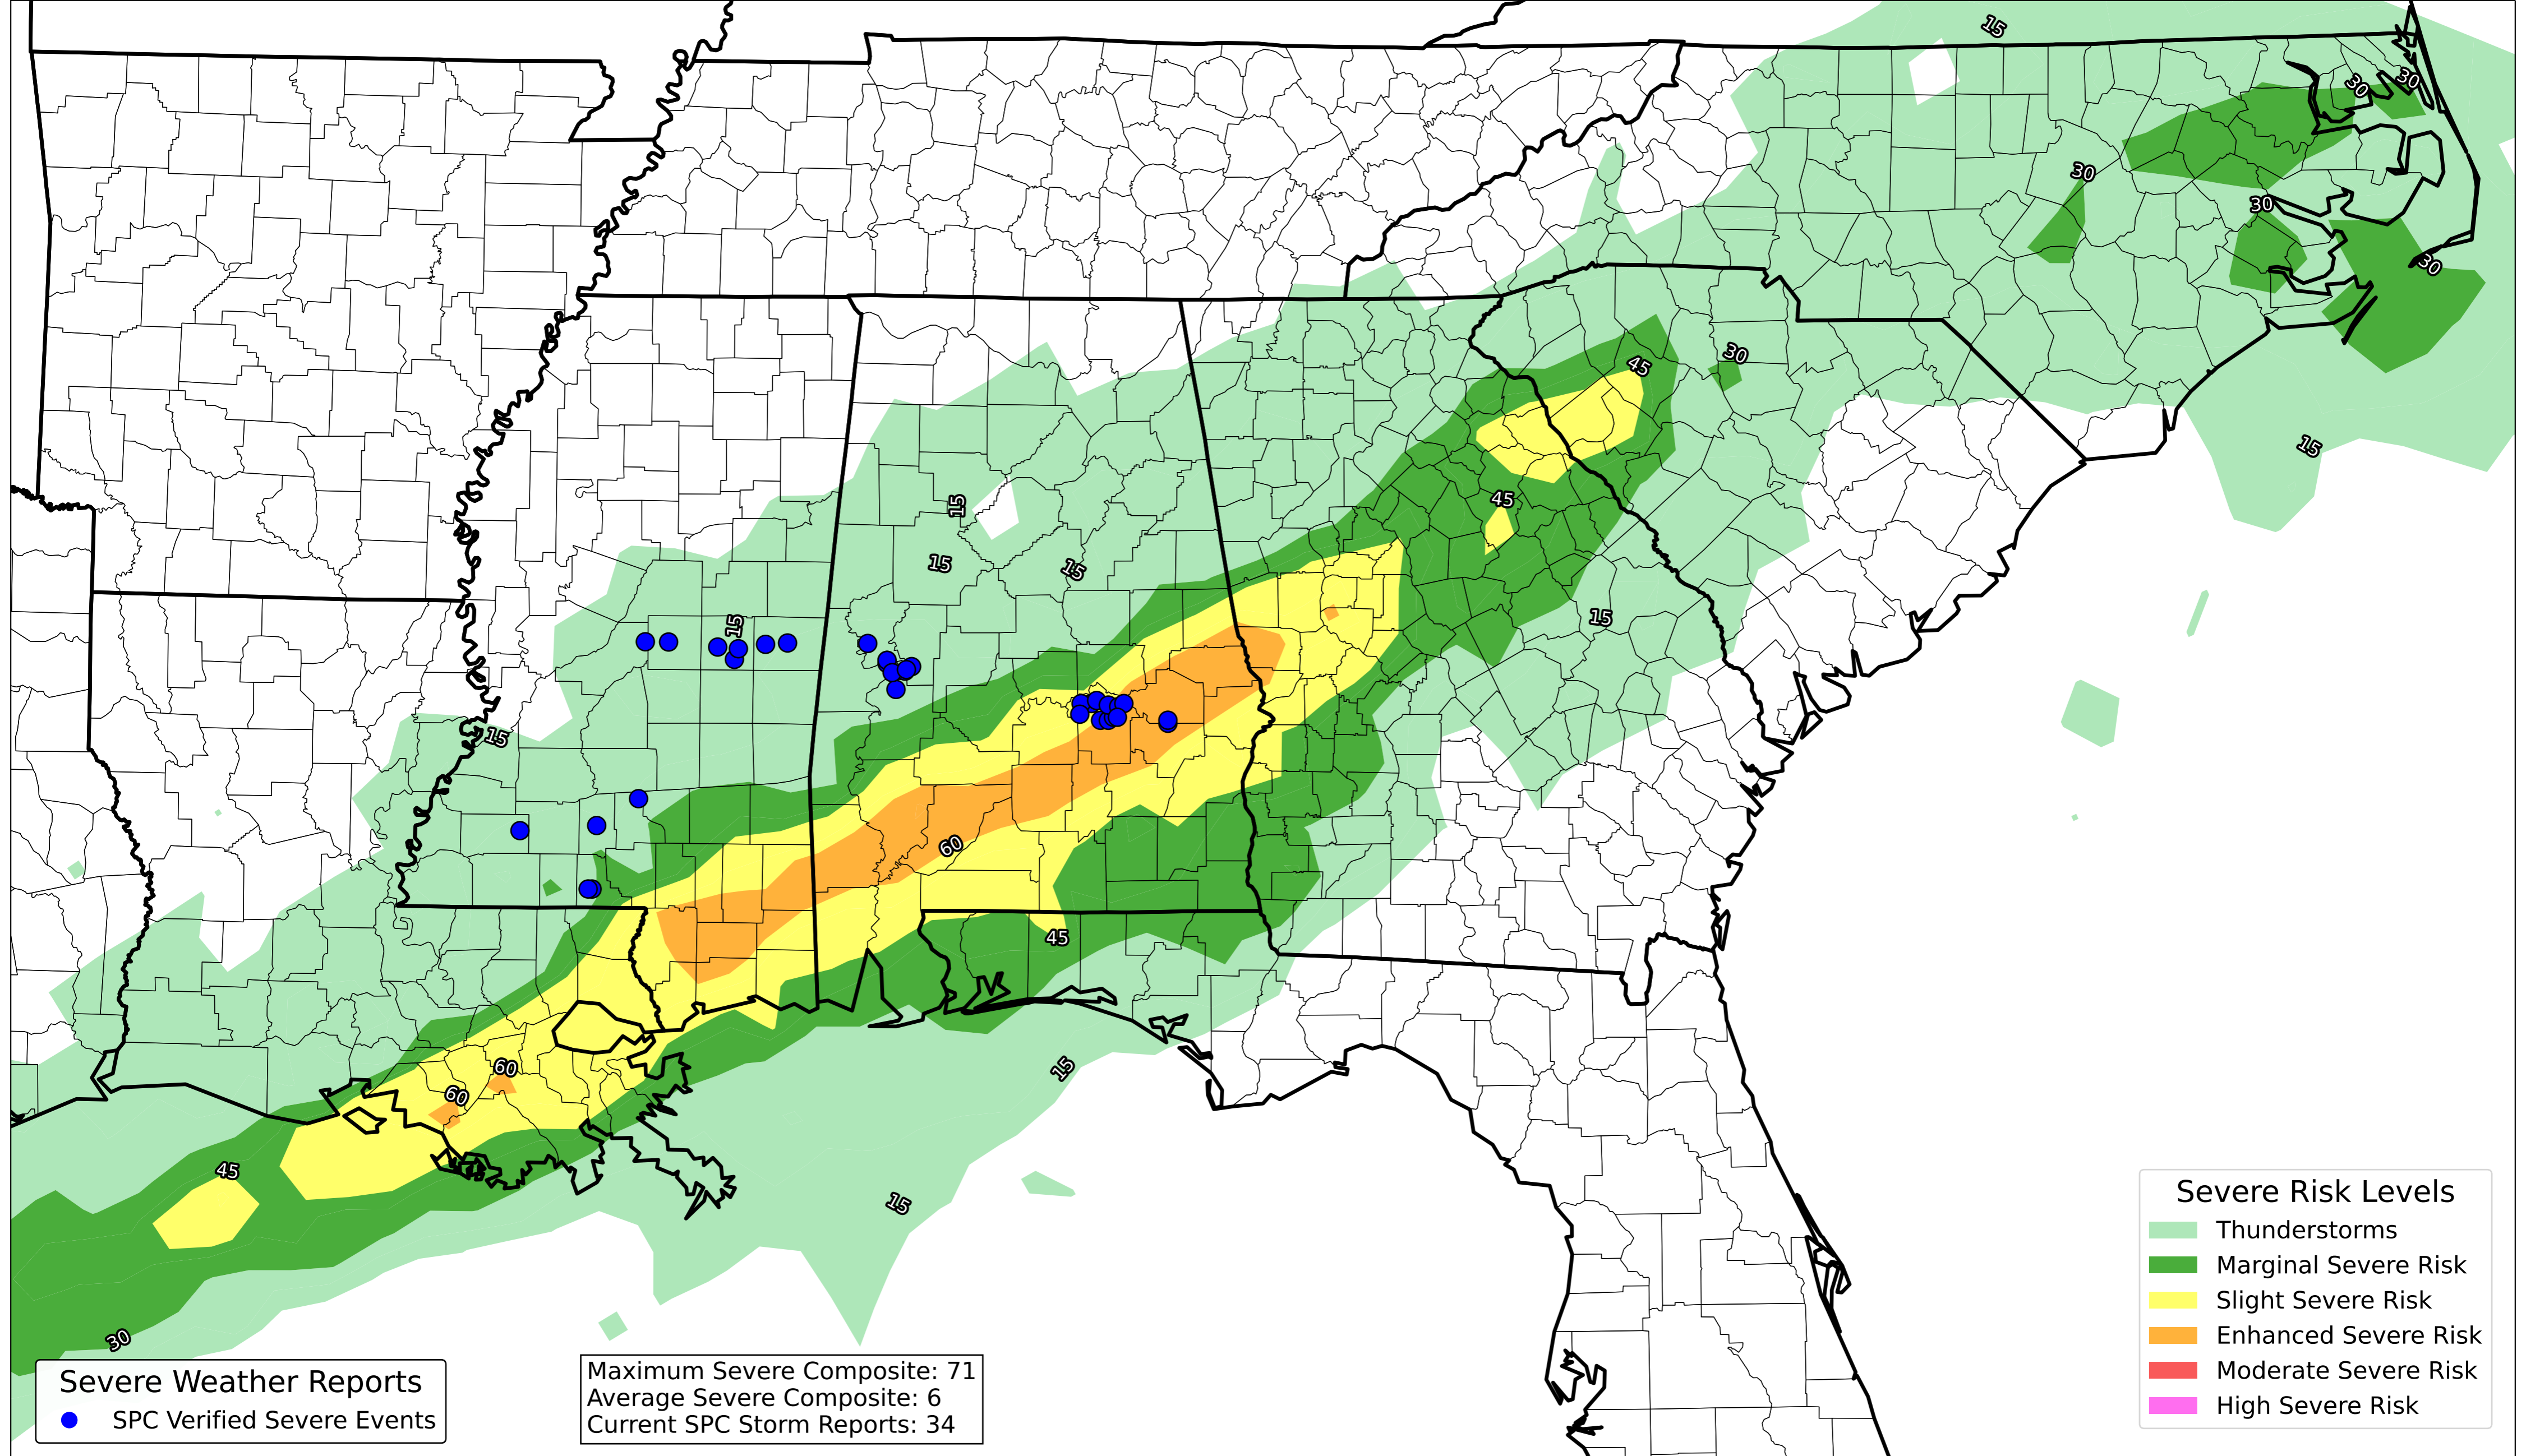 15
30
30
30
30
30
45
30
45
15
15
15
15
15
15
60
45
15
60
60
45
15
30
Severe Risk Levels
Thunderstorms
Marginal Severe Risk
Slight Severe Risk
Enhanced Severe Risk
Moderate Severe Risk
High Severe Risk
Severe Weather Reports
SPC Verified Severe Events
Maximum Severe Composite: 71
Average Severe Composite: 6
Current SPC Storm Reports: 34